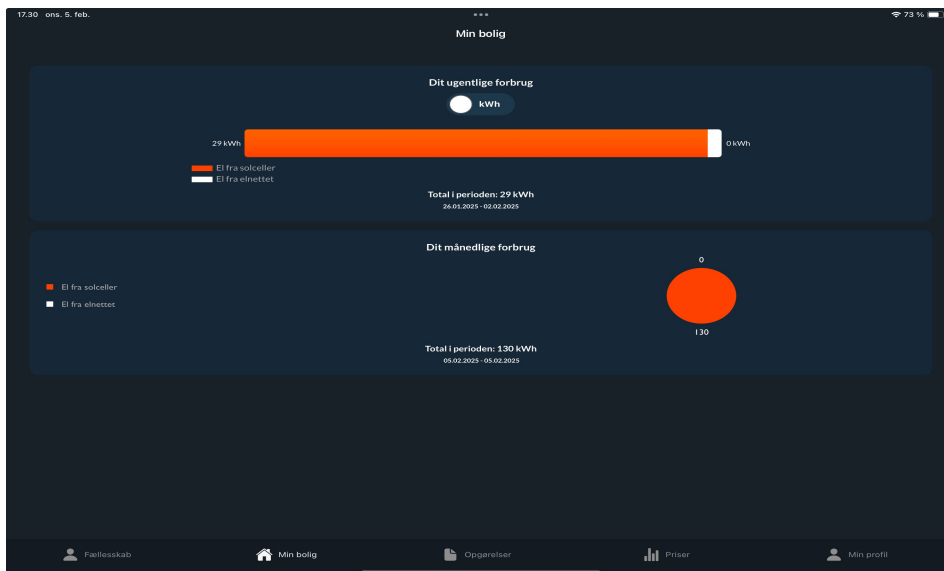 17.30 ons. 5. feb.
73 %
Min bolig
Dit ugentlige forbrug
kWh
29 kWh
0 kWh
El fra solceller
El fra elnettet
Total i perioden: 29 kWh
26.01.2025 - 02.02.2025
Dit månedlige forbrug
0
El fra solceller
El fra elnettet
130
Total i perioden: 130 kWh
05.02.2025 - 05.02.2025
Fællesskab
Min bolig
Opgørelser
Priser
Min profil